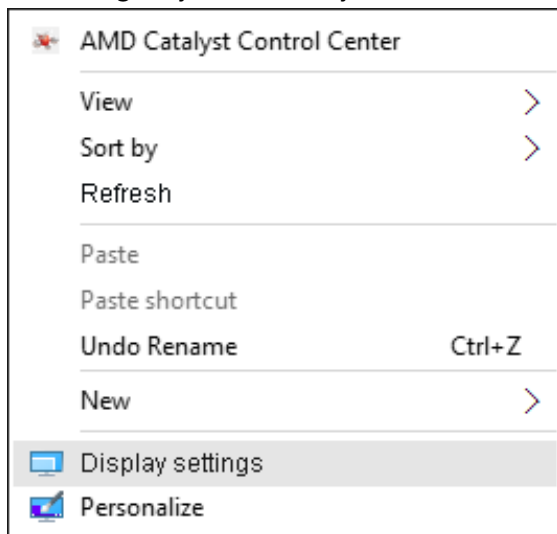 AMD Catalyst Control Center
View
Sort by
Refresh
Paste
Paste shortcut
Undo Rename Ctrl+Z
New
Display settings
Personalize